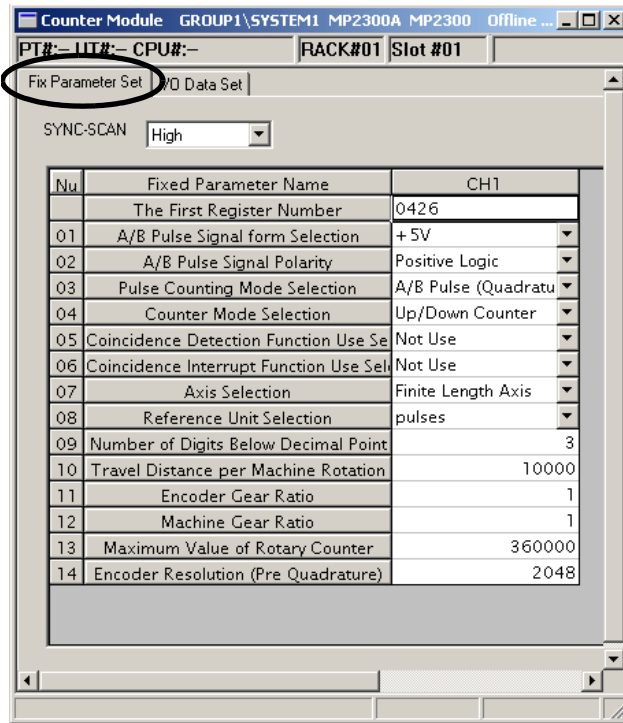 Counter Module GROUP1\SYSTEM1 MP2300A MP2300 Offline ...
PT#:– UT#:– CPU#:– RACK#01 Slot #01
Fix Parameter Set I/O Data Set
SYNC-SCAN High
Nu Fixed Parameter Name CH1
The First Register Number 0426
01 A/B Pulse Signal form Selection +5V
02 A/B Pulse Signal Polarity Positive Logic
03 Pulse Counting Mode Selection A/B Pulse (Quadratu
04 Counter Mode Selection Up/Down Counter
05 Coincidence Detection Function Use Se Not Use
06 Coincidence Interrupt Function Use Sele Not Use
07 Axis Selection Finite Length Axis
08 Reference Unit Selection pulses
09 Number of Digits Below Decimal Point 3
10 Travel Distance per Machine Rotation 10000
11 Encoder Gear Ratio 1
12 Machine Gear Ratio 1
13 Maximum Value of Rotary Counter 360000
14 Encoder Resolution (Pre Quadrature) 2048